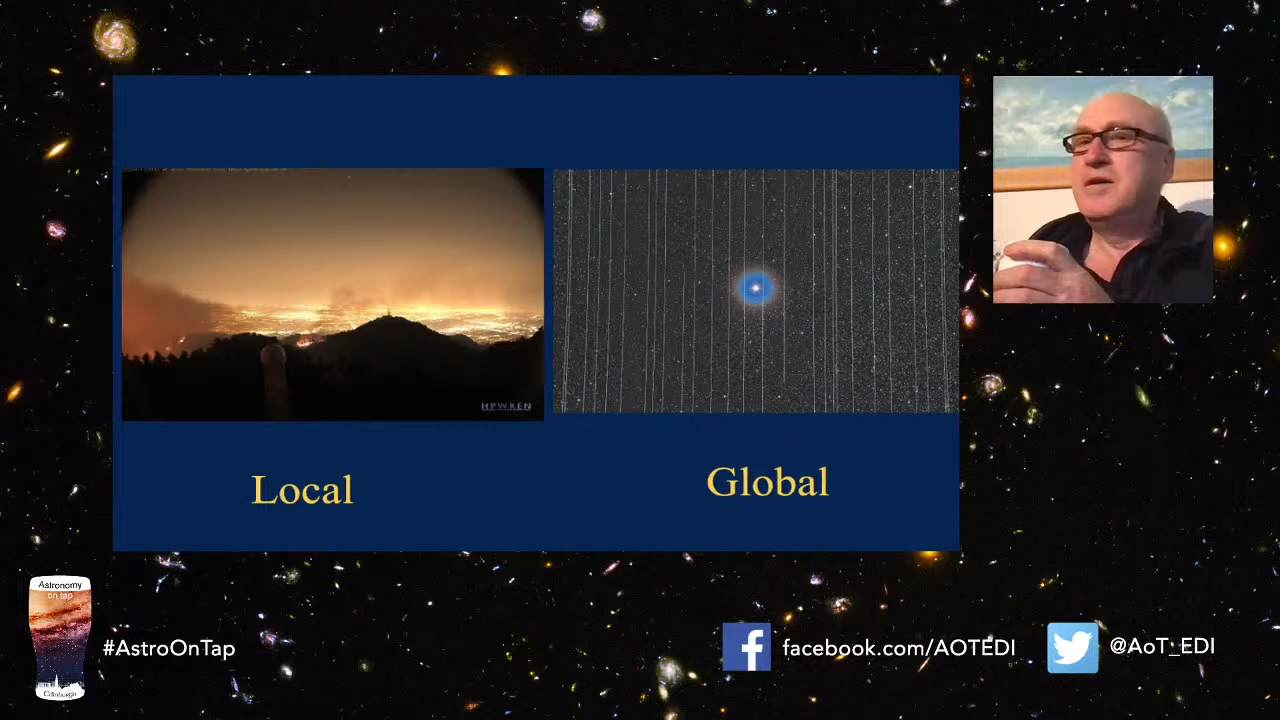 HPWREN
Local
Global
Astronomy
on tap
Edinburgh
#AstroOnTap
facebook.com/AOTEDI
@AoT_EDI